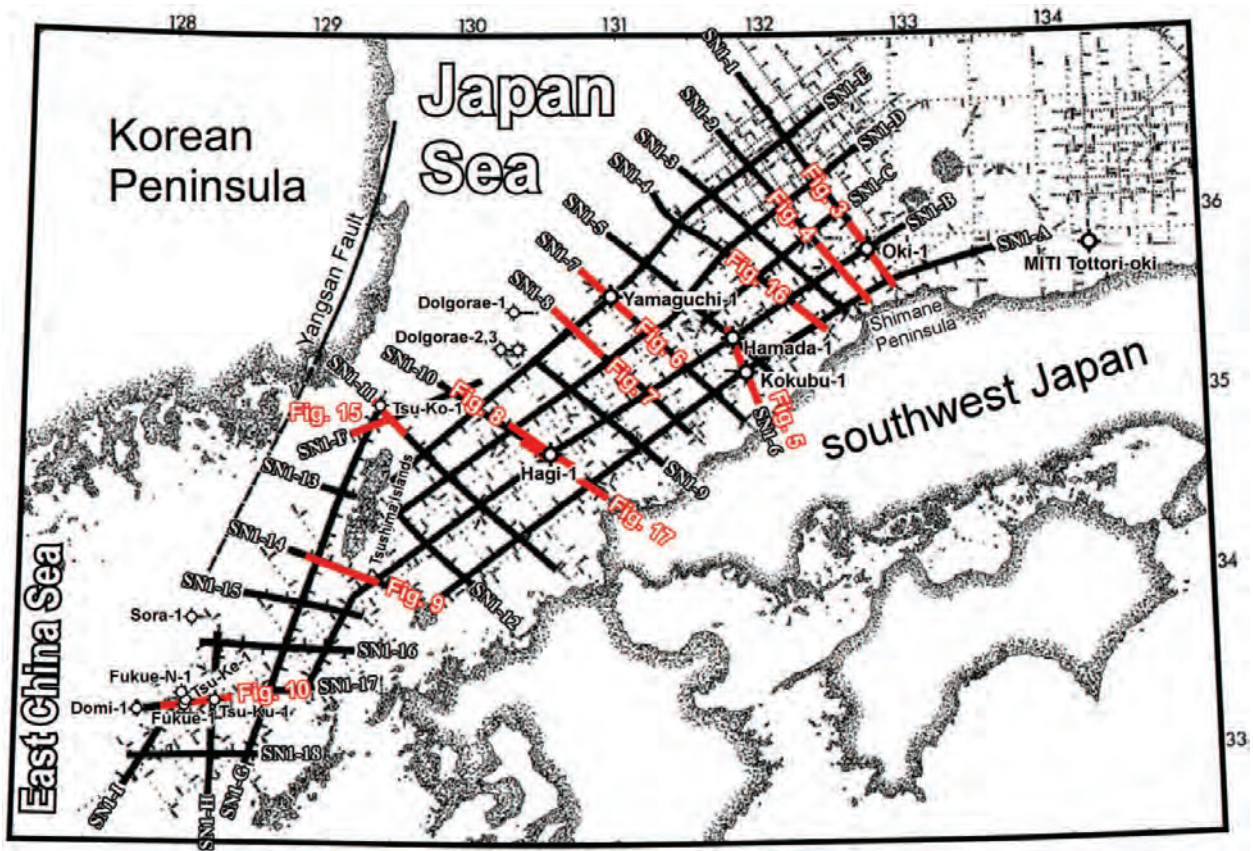 128
129
130
131
132
133
134
Japan
Sea
Korean
Peninsula
SN1-1
SN1-E
SN1-2
SN1-D
SN1-3
SN1-C
SN1-4
SN1-B
SN1-5
SN1-A
Fig. 3
Fig. 4
36
Oki-1
MITI Tottori-oki
Yangsan Fault
SN1-7
SN1-8
Fig. 16
Yamaguchi-1
Dolgorae-1
Shimane
Peninsula
Dolgorae-2,3
Fig. 6
Hamada-1
Fig. 7
Kokubu-1
35
SN1-10
SN1-11
Fig. 8
Fig. 15
Tsu-Ko-1
Fig. 5
SN1-6
southwest Japan
SN1-F
Hagi-1
SN1-13
SN1-9
Tsushima Islands
Fig. 17
SN1-14
34
SN1-15
Fig. 9
SN1-12
Sora-1
SN1-16
East China Sea
Fukue-N-1
Tsu-Ke-1
Fig. 10
SN1-17
Domi-1
Fukue-1
Tsu-Ku-1
33
SN1-18
SN1-I
SN1-H
SN1-G